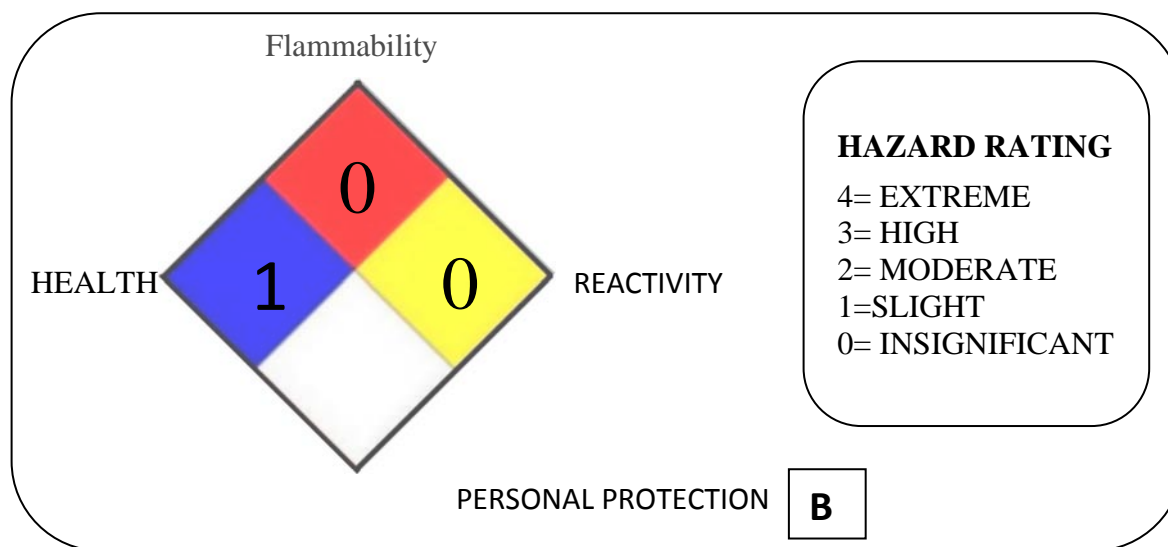 Flammability
0
HEALTH 1 0 REACTIVITY
PERSONAL PROTECTION B
HAZARD RATING
4= EXTREME
3= HIGH
2= MODERATE
1=SLIGHT
0= INSIGNIFICANT